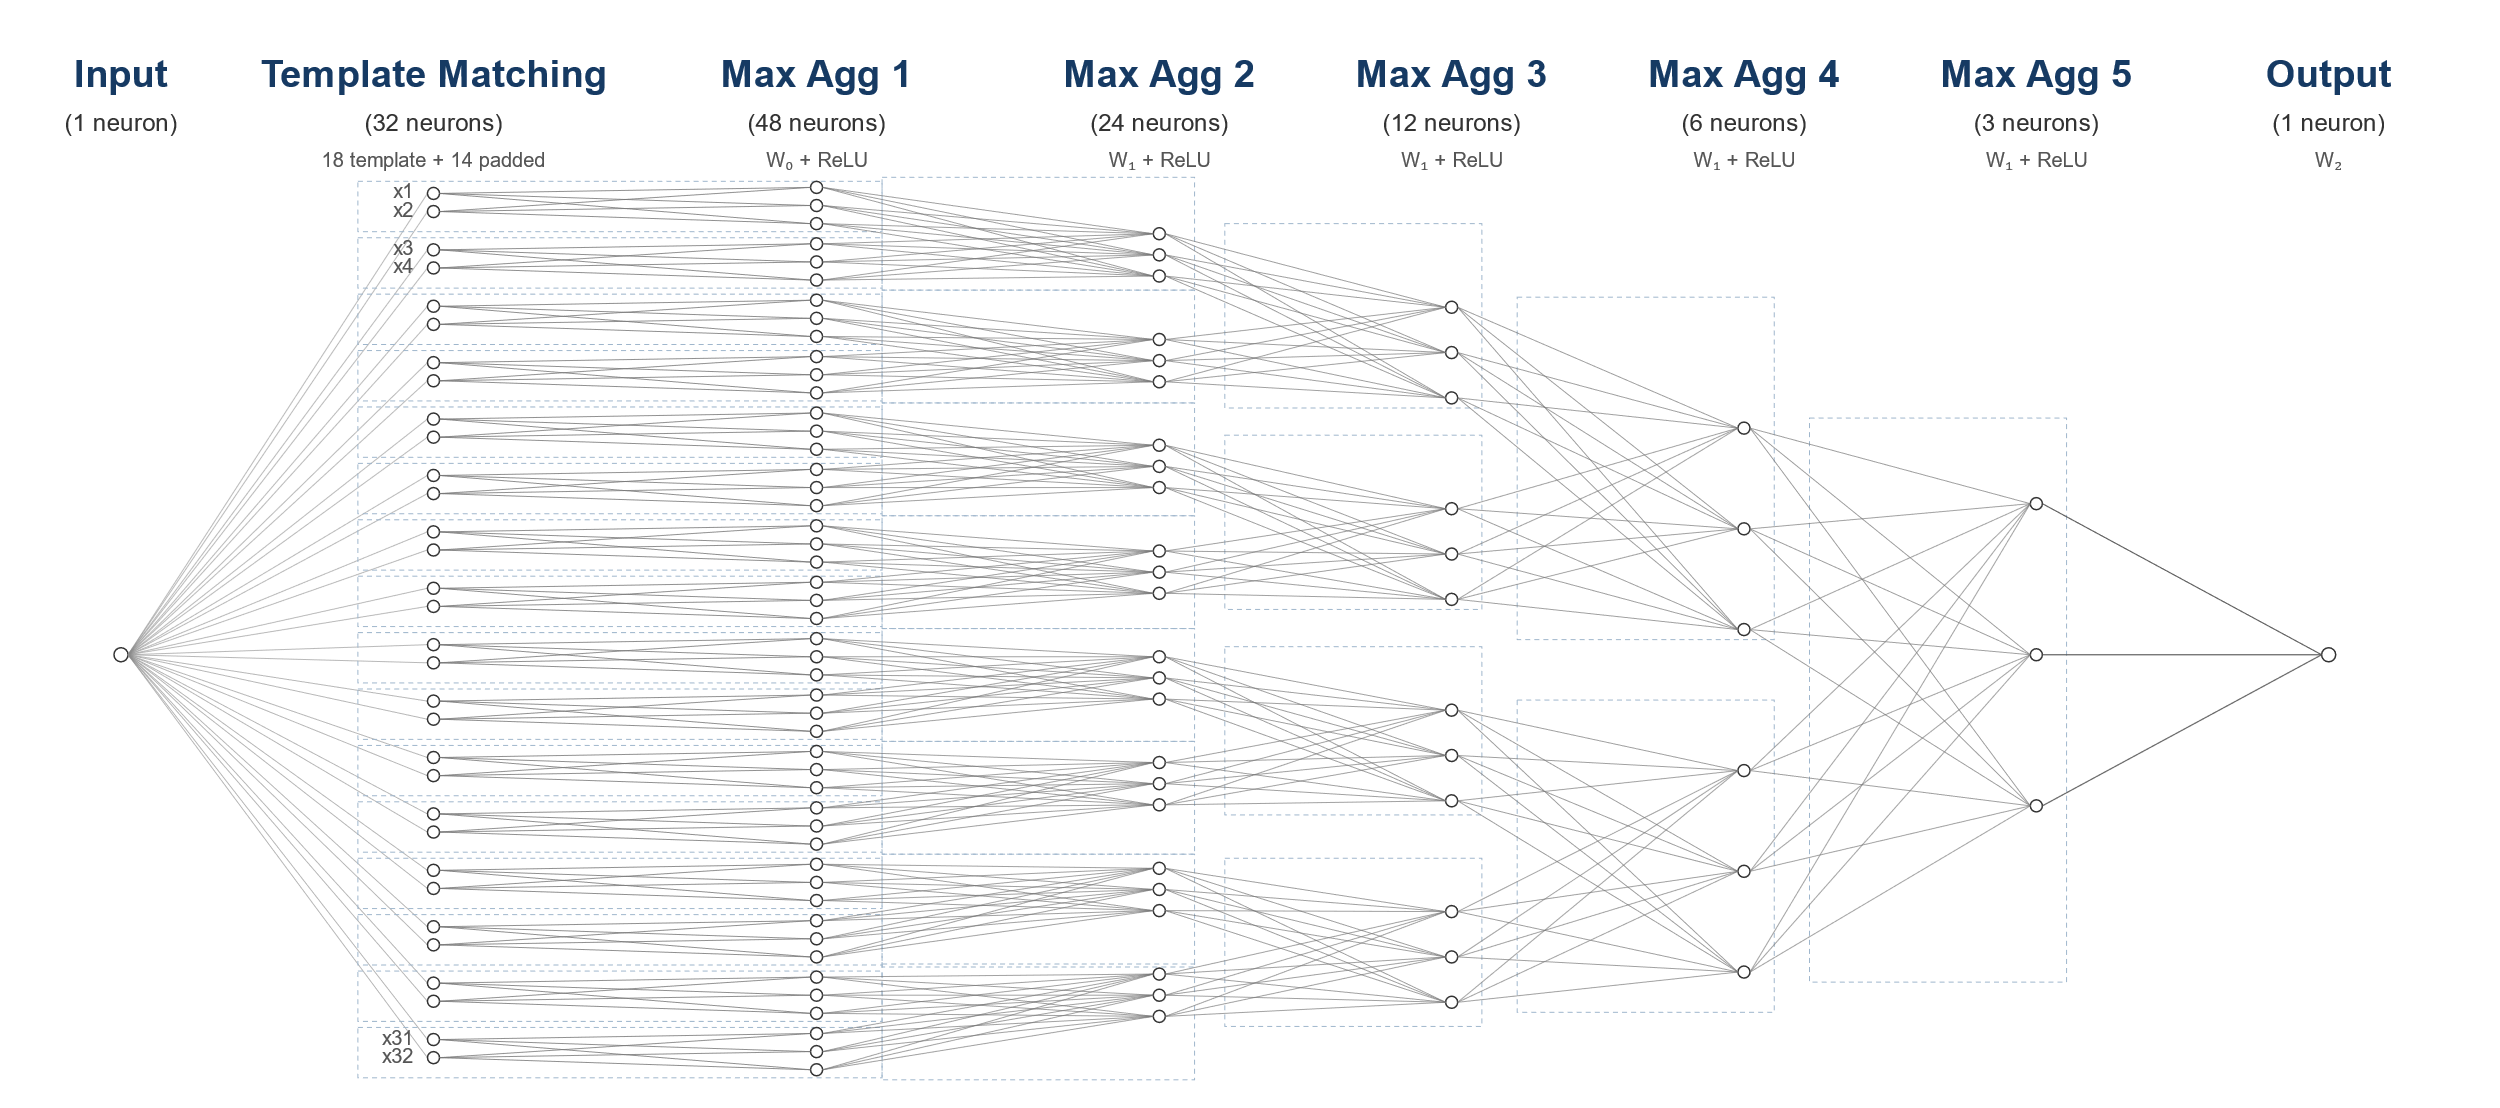 Input
Template Matching
Max Agg 1
Max Agg 2
Max Agg 3
Max Agg 4
Max Agg 5
Output
(1 neuron)
(32 neurons)
(48 neurons)
(24 neurons)
(12 neurons)
(6 neurons)
(3 neurons)
(1 neuron)
18 template + 14 padded
W₀ + ReLU
W₁ + ReLU
W₁ + ReLU
W₁ + ReLU
W₁ + ReLU
W₂
x1
x2
x3
x4
x31
x32